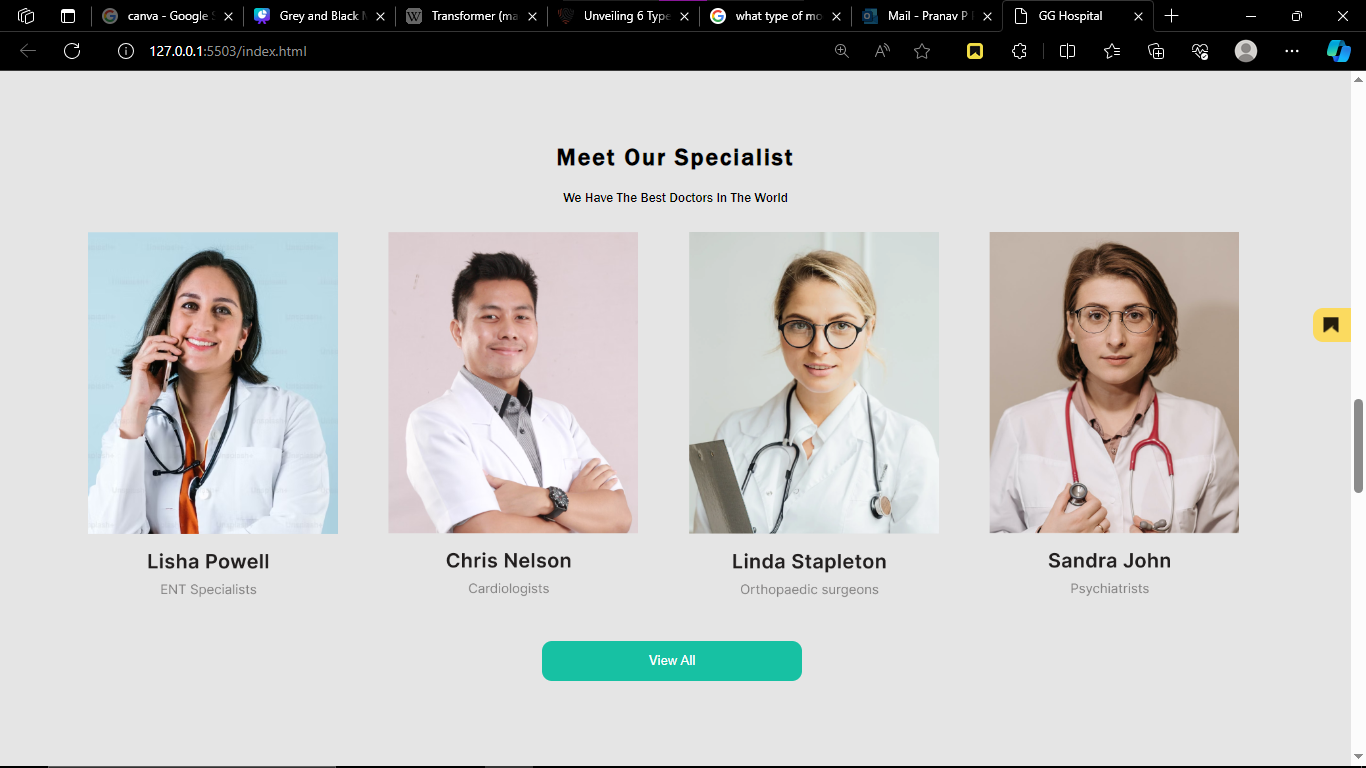 canva - Google S
Grey and Black M
Transformer (ma
Unveiling 6 Type
what type of mo
Mail - Pranav P
GG Hospital
127.0.0.1:5503/index.html
Meet Our Specialist
We Have The Best Doctors In The World
Lisha Powell
Chris Nelson
Linda Stapleton
Sandra John
ENT Specialists
Cardiologists
Orthopaedic surgeons
Psychiatrists
View All